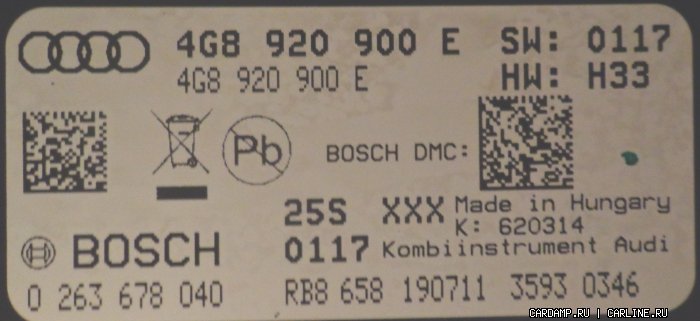 4G8 920 900 E SW: 0117
4G8 920 900 E HW: H33
Pb
BOSCH DMC:
25S XXX Made in Hungary
K: 620314
BOSCH 0117 Kombiinstrument Audi
0 263 678 040 RB8 658 190711 3593 0346
CARDAMP.RU | CARLINE.RU